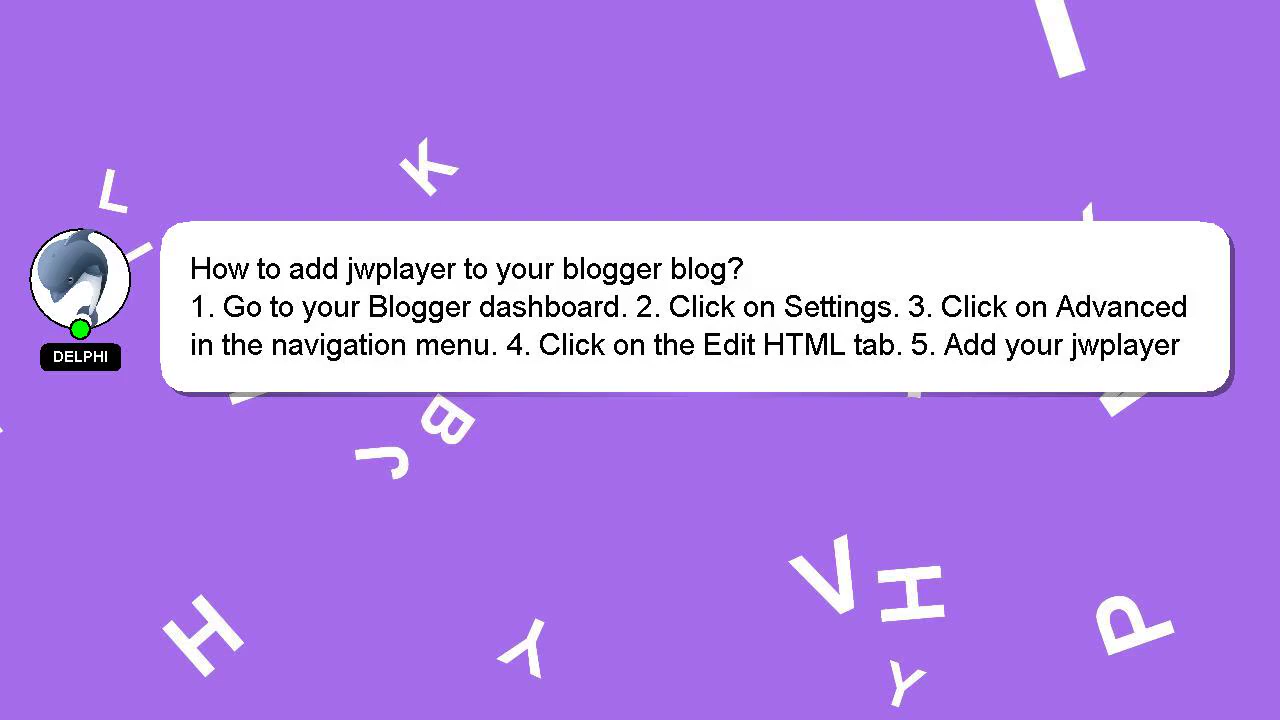 L
K
How to add jwplayer to your blogger blog?
1. Go to your Blogger dashboard. 2. Click on Settings. 3. Click on Advanced
in the navigation menu. 4. Click on the Edit HTML tab. 5. Add your jwplayer
DELPHI
B
J
V
H
P
H
Y
Y